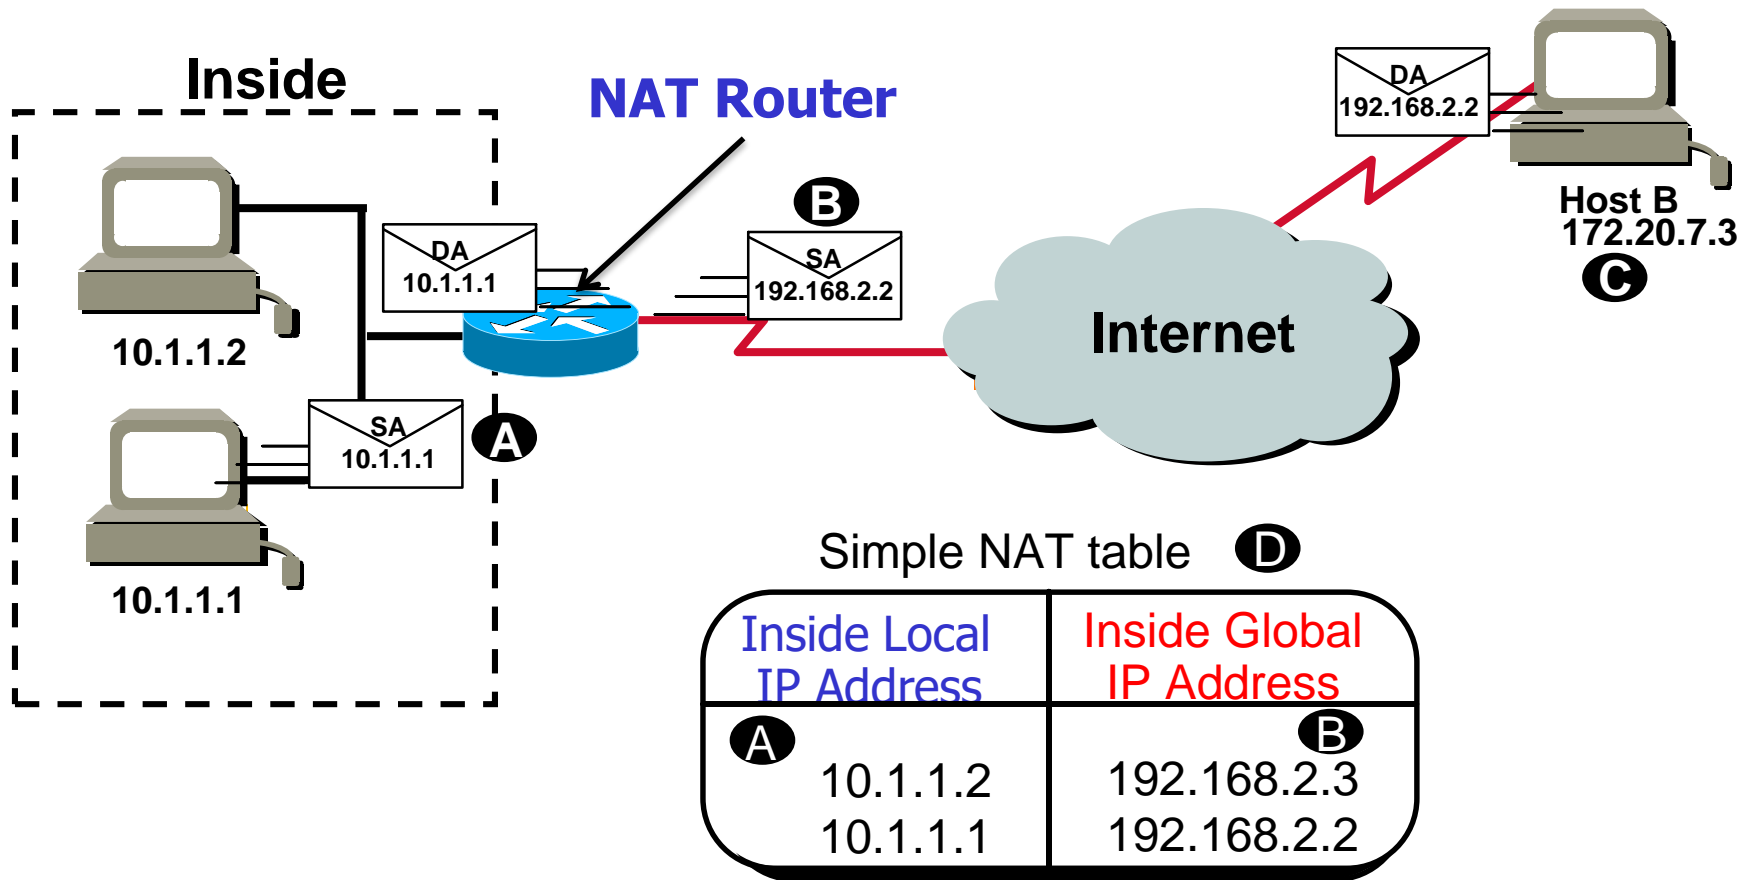 Inside
NAT Router
DA
192.168.2.2
Host B
172.20.7.3
C
B
SA
192.168.2.2
DA
10.1.1.1
Internet
10.1.1.2
SA
10.1.1.1
A
10.1.1.1
Simple NAT table D
Inside Local
IP Address
Inside Global
IP Address
A
B
10.1.1.2 192.168.2.3
10.1.1.1 192.168.2.2